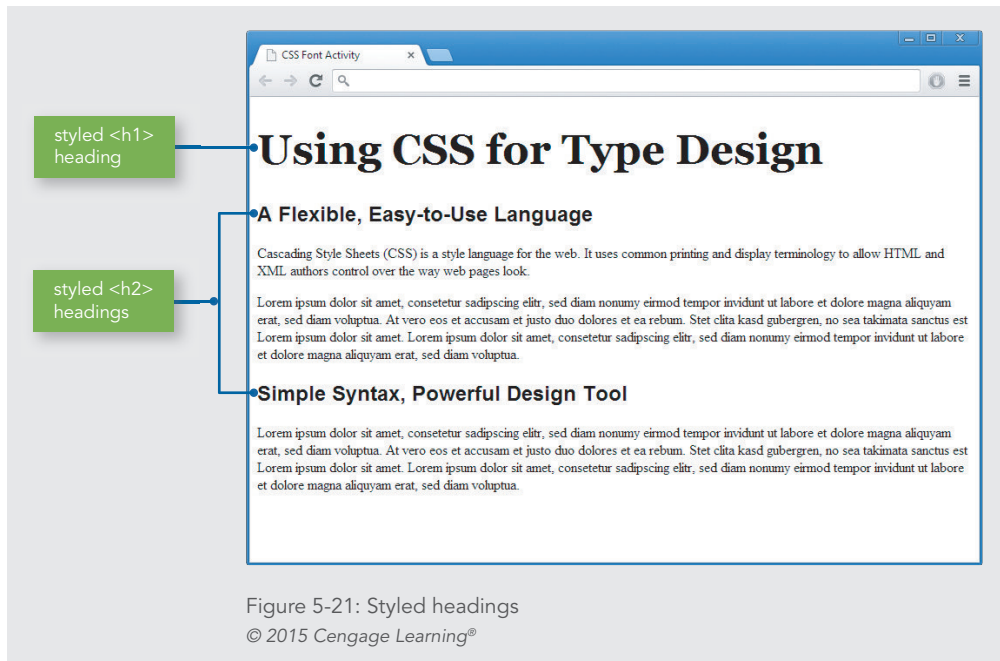 CSS Font Activity
styled <h1>
heading
Using CSS for Type Design
A Flexible, Easy-to-Use Language
Cascading Style Sheets (CSS) is a style language for the web. It uses common printing and display terminology to allow HTML and
XML authors control over the way web pages look.
styled <h2>
headings
Lorem ipsum dolor sit amet, consetetur sadipscing elitr, sed diam nonumy eirmod tempor invidunt ut labore et dolore magna aliquyam
erat, sed diam voluptua. At vero eos et accusam et justo duo dolores et ea rebum. Stet clita kasd gubergren, no sea takimata sanctus est
Lorem ipsum dolor sit amet. Lorem ipsum dolor sit amet, consetetur sadipscing elitr, sed diam nonumy eirmod tempor invidunt ut labore
et dolore magna aliquyam erat, sed diam voluptua.
Simple Syntax, Powerful Design Tool
Lorem ipsum dolor sit amet, consetetur sadipscing elitr, sed diam nonumy eirmod tempor invidunt ut labore et dolore magna aliquyam
erat, sed diam voluptua. At vero eos et accusam et justo duo dolores et ea rebum. Stet clita kasd gubergren, no sea takimata sanctus est
Lorem ipsum dolor sit amet. Lorem ipsum dolor sit amet, consetetur sadipscing elitr, sed diam nonumy eirmod tempor invidunt ut labore
et dolore magna aliquyam erat, sed diam voluptua.
Figure 5-21: Styled headings
© 2015 Cengage Learning®